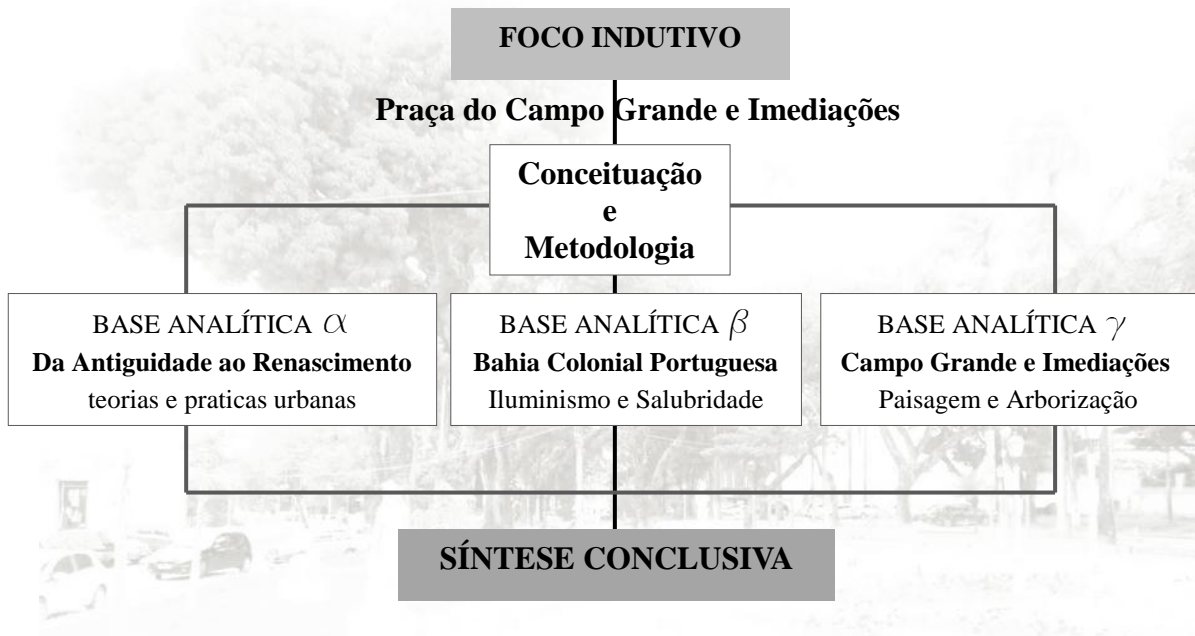 FOCO INDUTIVO
Praça do Campo Grande e Imediações
Conceituação
e
Metodologia
BASE ANALÍTICA α
Da Antiguidade ao Renascimento
teorias e praticas urbanas
BASE ANALÍTICA β
Bahia Colonial Portuguesa
Iluminismo e Salubridade
BASE ANALÍTICA γ
Campo Grande e Imediações
Paisagem e Arborização
SÍNTESE CONCLUSIVA